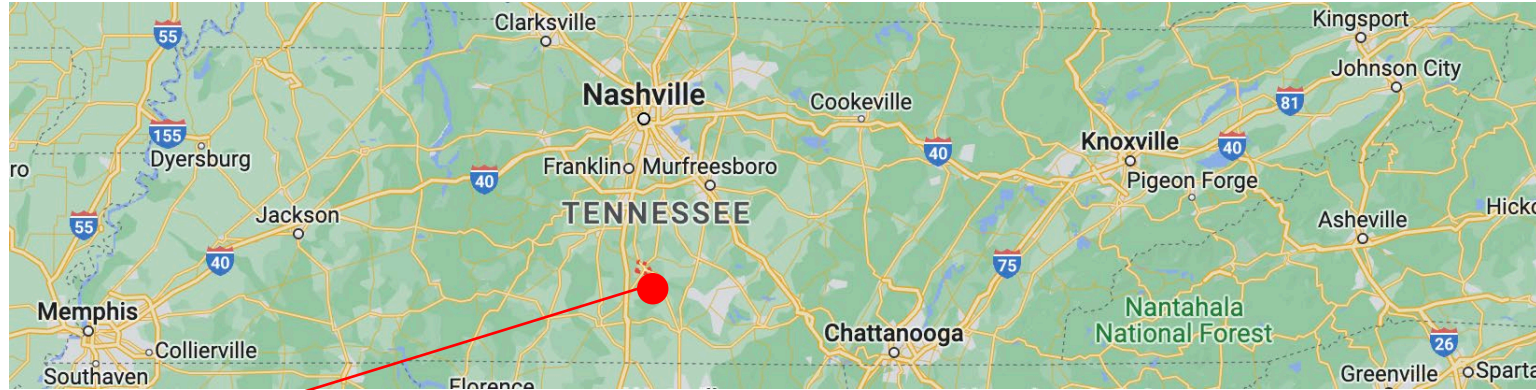 Clarksville
Kingsport
55
Johnson City
Nashville
Cookeville
81
155
Dyersburg
Knoxville
40
40
ro
Franklin
Murfreesboro
40
Pigeon Forge
TENNESSEE
Jackson
55
Asheville
Hicko
40
75
Memphis
Nantahala
National Forest
Chattanooga
Collierville
26
Southaven
Florence
Greenville
Sparta